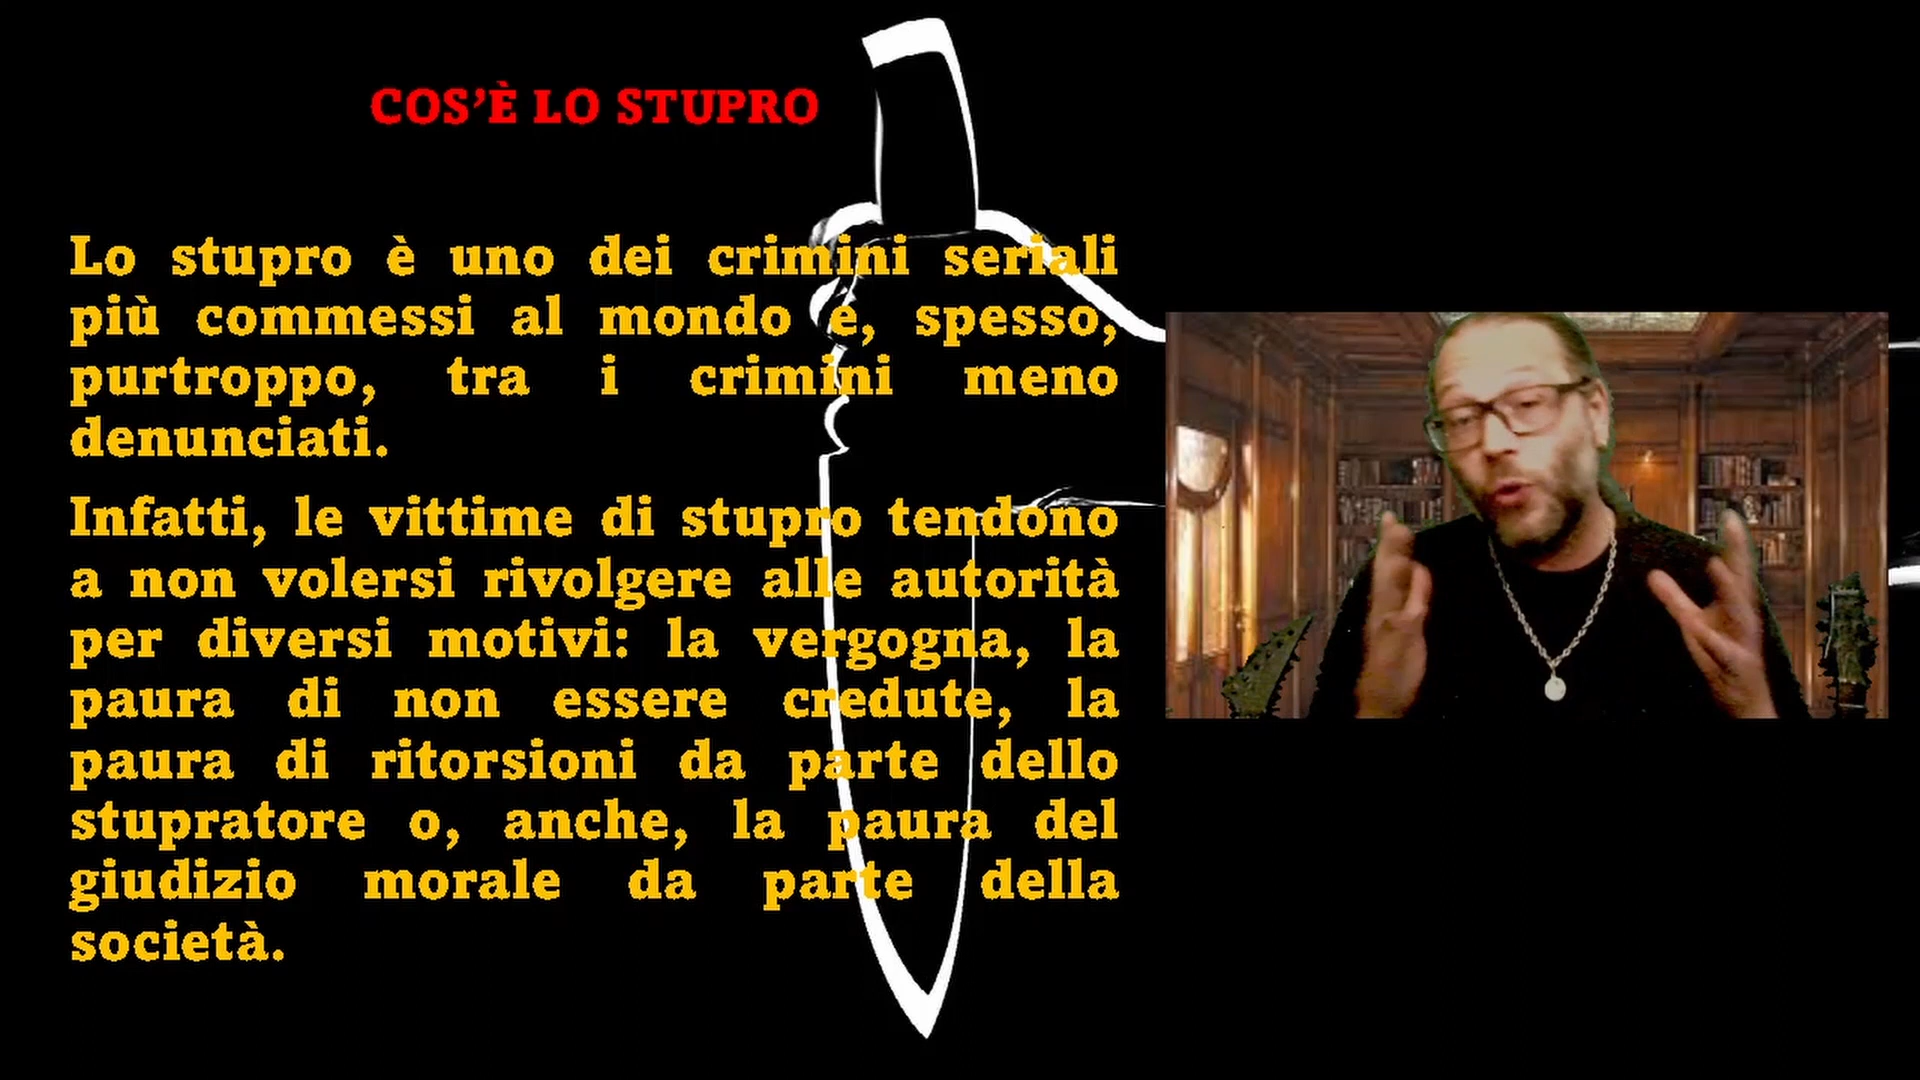 COS’È LO STUPRO
Lo stupro è uno dei crimini seriali
più commessi al mondo e, spesso,
purtroppo, tra i crimini meno
denunciati.
Infatti, le vittime di stupro tendono
a non volersi rivolgere alle autorità
per diversi motivi: la vergogna, la
paura di non essere credute, la
paura di ritorsioni da parte dello
stupratore o, anche, la paura del
giudizio morale da parte della
società.